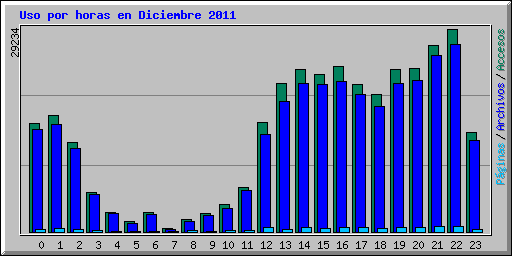 Uso por horas en Diciembre 2011
29234
Páginas / Archivos / Accesos
0 1 2 3 4 5 6 7 8 9 10 11 12 13 14 15 16 17 18 19 20 21 22 23